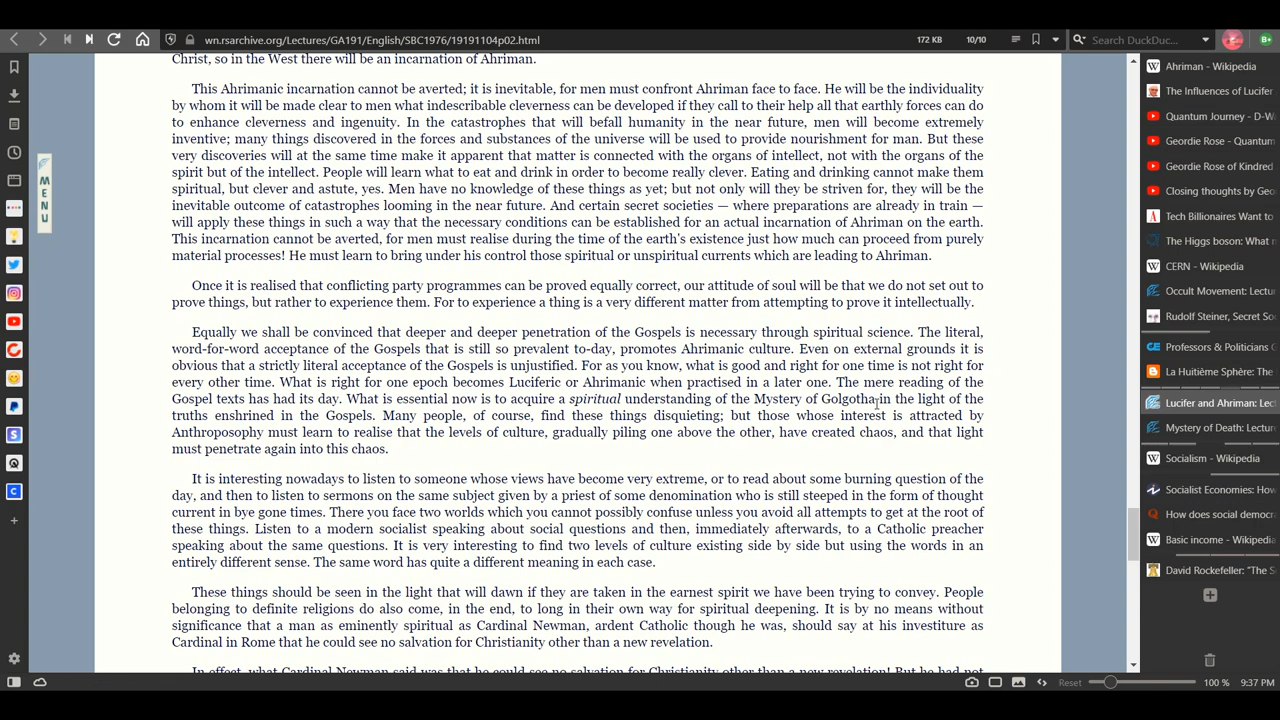 wn.rsarchive.org/Lectures/GA191/English/SBC1976/19191104p02.html
172 KB
10/10
Search DuckDuc...
B+
MENU
Christ, so in the West there will be an incarnation of Ahriman.
This Ahrimanic incarnation cannot be averted; it is inevitable, for men must confront Ahriman face to face. He will be the individuality
by whom it will be made clear to men what indescribable cleverness can be developed if they call to their help all that earthly forces can do
to enhance cleverness and ingenuity. In the catastrophes that will befall humanity in the near future, men will become extremely
inventive; many things discovered in the forces and substances of the universe will be used to provide nourishment for man. But these
very discoveries will at the same time make it apparent that matter is connected with the organs of intellect, not with the organs of the
spirit but of the intellect. People will learn what to eat and drink in order to become really clever. Eating and drinking cannot make them
spiritual, but clever and astute, yes. Men have no knowledge of these things as yet; but not only will they be striven for, they will be the
inevitable outcome of catastrophes looming in the near future. And certain secret societies — where preparations are already in train —
will apply these things in such a way that the necessary conditions can be established for an actual incarnation of Ahriman on the earth.
This incarnation cannot be averted, for men must realise during the time of the earth's existence just how much can proceed from purely
material processes! He must learn to bring under his control those spiritual or unspiritual currents which are leading to Ahriman.
Once it is realised that conflicting party programmes can be proved equally correct, our attitude of soul will be that we do not set out to
prove things, but rather to experience them. For to experience a thing is a very different matter from attempting to prove it intellectually.
Equally we shall be convinced that deeper and deeper penetration of the Gospels is necessary through spiritual science. The literal,
word-for-word acceptance of the Gospels that is still so prevalent to-day, promotes Ahrimanic culture. Even on external grounds it is
obvious that a strictly literal acceptance of the Gospels is unjustified. For as you know, what is good and right for one time is not right for
every other time. What is right for one epoch becomes Luciferic or Ahrimanic when practised in a later one. The mere reading of the
Gospel texts has had its day. What is essential now is to acquire a spiritual understanding of the Mystery of Golgotha in the light of the
truths enshrined in the Gospels. Many people, of course, find these things disquieting; but those whose interest is attracted by
Anthroposophy must learn to realise that the levels of culture, gradually piling one above the other, have created chaos, and that light
must penetrate again into this chaos.
It is interesting nowadays to listen to someone whose views have become very extreme, or to read about some burning question of the
day, and then to listen to sermons on the same subject given by a priest of some denomination who is still steeped in the form of thought
current in bye gone times. There you face two worlds which you cannot possibly confuse unless you avoid all attempts to get at the root of
these things. Listen to a modern socialist speaking about social questions and then, immediately afterwards, to a Catholic preacher
speaking about the same questions. It is very interesting to find two levels of culture existing side by side but using the words in an
entirely different sense. The same word has quite a different meaning in each case.
These things should be seen in the light that will dawn if they are taken in the earnest spirit we have been trying to convey. People
belonging to definite religions do also come, in the end, to long in their own way for spiritual deepening. It is by no means without
significance that a man as eminently spiritual as Cardinal Newman, ardent Catholic though he was, should say at his investiture as
Cardinal in Rome that he could see no salvation for Christianity other than a new revelation.
In effect, what Cardinal Newman said was that he could see no salvation for Christianity other than a new revelation! But he had not
Ahriman - Wikipedia
The Influences of Lucifer
Quantum Journey - D-W
Geordie Rose - Quantum
Geordie Rose of Kindred
Closing thoughts by Geo
Tech Billionaires Want to
The Higgs boson: What m
CERN - Wikipedia
Occult Movement: Lectur
Rudolf Steiner, Secret So
Professors & Politicians G
La Huitième Sphère: The
Lucifer and Ahriman: Lec
Mystery of Death: Lecture
Socialism - Wikipedia
Socialist Economies: How
How does social democr
Basic income - Wikipedia
David Rockefeller: "The S
Reset
100 %
9:37 PM